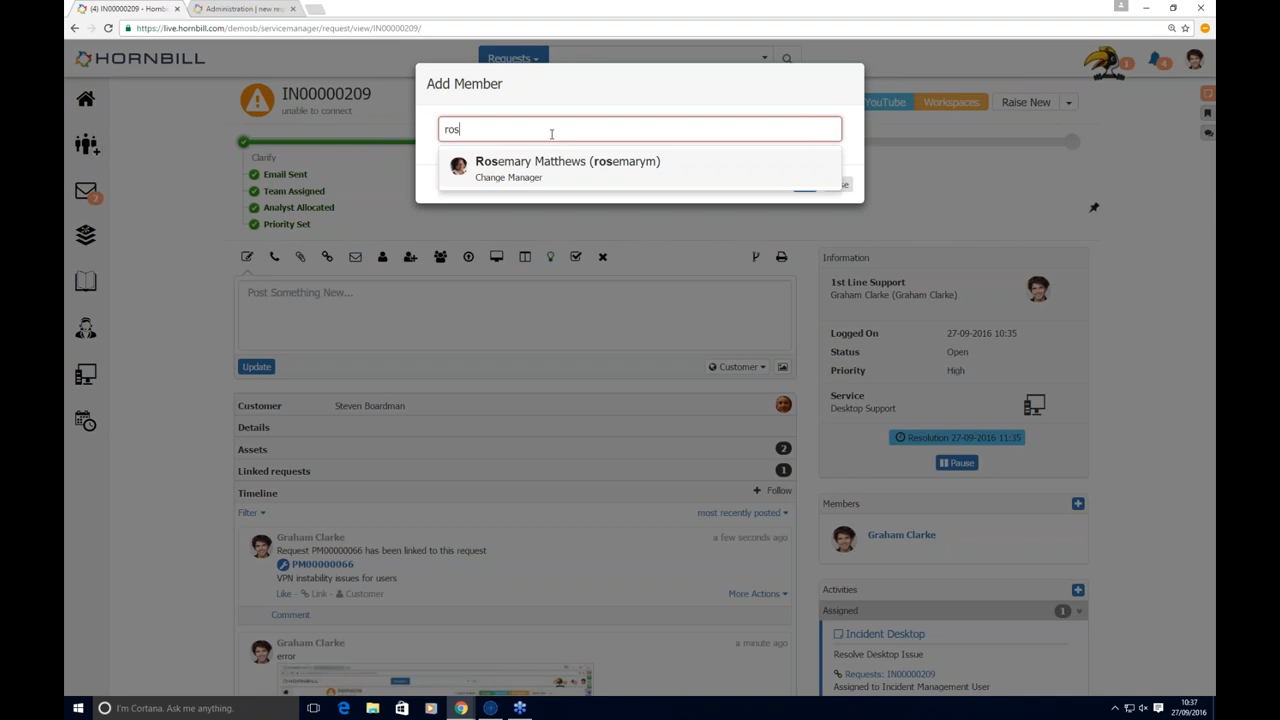 (4) IN00000209 - Hornbill
Administration | new req
https://live.hornbill.com/demosb/servicemanager/request/view/IN00000209/
HORNBILL
Requests
1
4
IN00000209
unable to connect
YouTube
Workspaces
Raise New
Add Member
ros
Rosemary Matthews (rosemarym)
Change Manager
Clarify
Email Sent
Team Assigned
Analyst Allocated
Priority Set
2
Post Something New...
Update
Customer
Customer Steven Boardman
Details
Assets 2
Linked requests 1
Timeline
Follow
Filter
most recently posted
Graham Clarke
a few seconds ago
Request PM00000066 has been linked to this request
PM00000066
VPN instability issues for users
Like - Link - Customer
More Actions
Comment
Graham Clarke
a minute ago
error
Information
1st Line Support
Graham Clarke (Graham Clarke)
Logged On 27-09-2016 10:35
Status Open
Priority High
Service
Desktop Support
Resolution 27-09-2016 11:35
Pause
Members
Graham Clarke
Activities
Assigned 1
Incident Desktop
Resolve Desktop Issue
Requests: IN00000209
Assigned to Incident Management User
I'm Cortana. Ask me anything.
10:37
27/09/2016